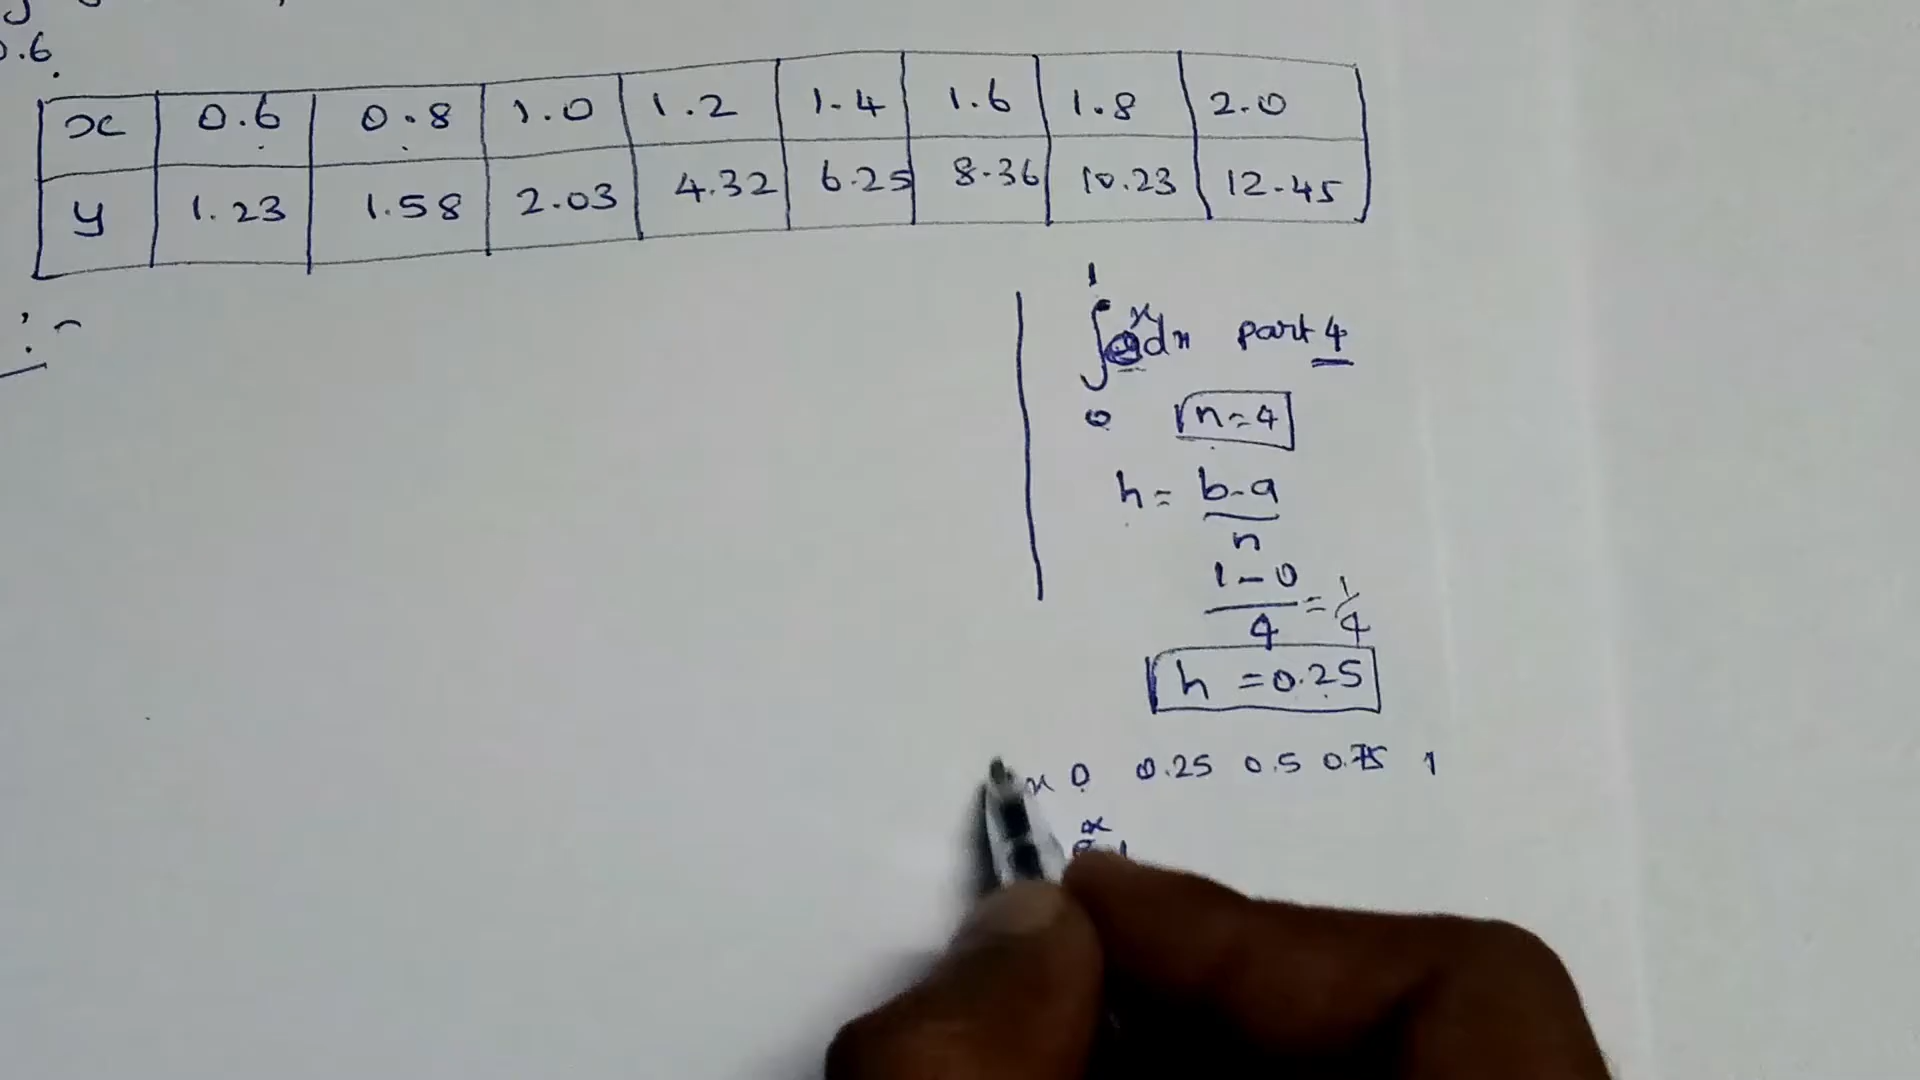 0.6
x 0.6 0.8 1.0 1.2 1.4 1.6 1.8 2.0
y 1.23 1.58 2.03 4.32 6.25 8.36 10.23 12.45
:-
∫₀¹ eˣ dx part 4
n=4
h = b-a/n
1-0/4 = 1/4
h = 0.25
x 0 0.25 0.5 0.75 1